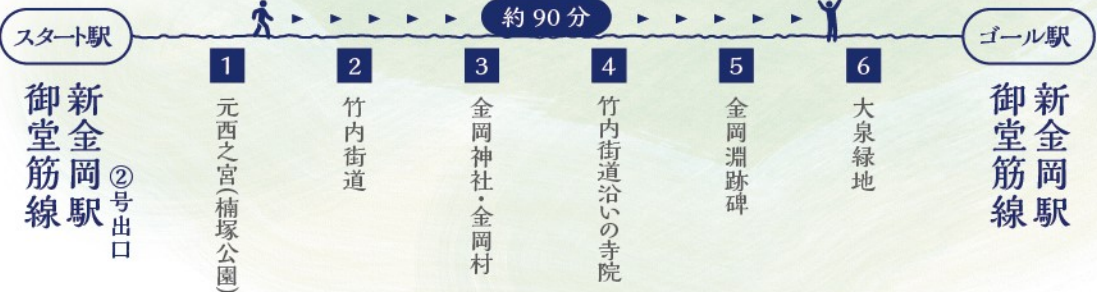 約90分
スタート駅
御堂筋線
新金岡駅
②号出口
1
元西之宮(楠塚公園)
2
竹内街道
3
金岡神社・金岡村
4
竹内街道沿いの寺院
5
金岡淵跡碑
6
大泉緑地
ゴール駅
御堂筋線
新金岡駅